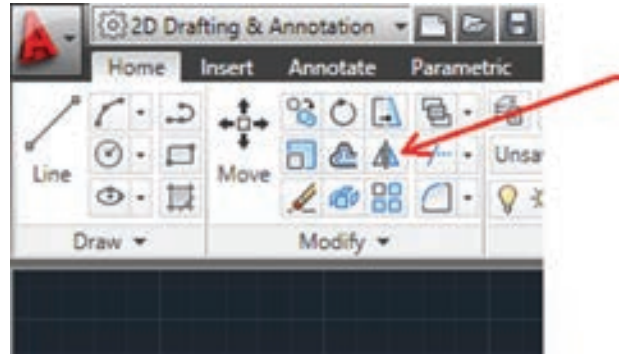 2D Drafting & Annotation
Home Insert Annotate Parametric
Line
Move
Unsa
Draw
Modify